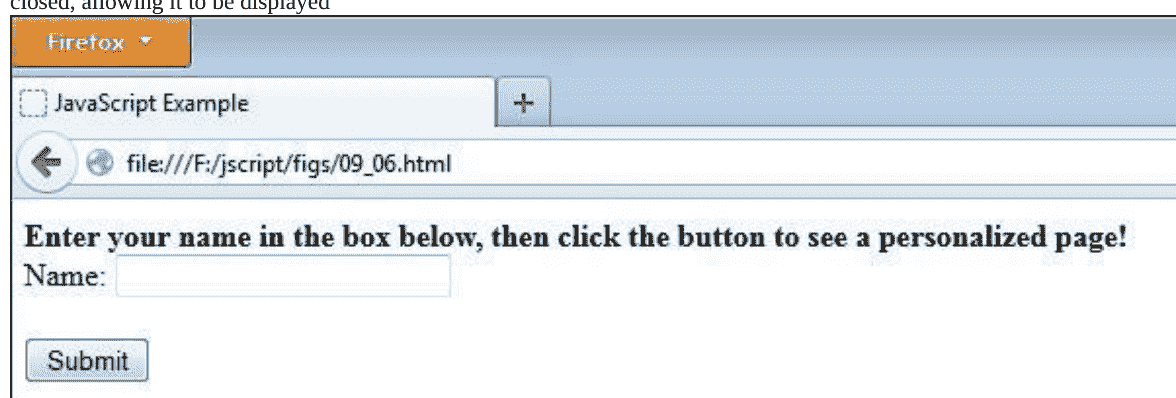 closed, allowing it to be displayed
Firefox
JavaScript Example
+
file:///F:/jscript/figs/09_06.html
Enter your name in the box below, then click the button to see a personalized page!
Name:
Submit